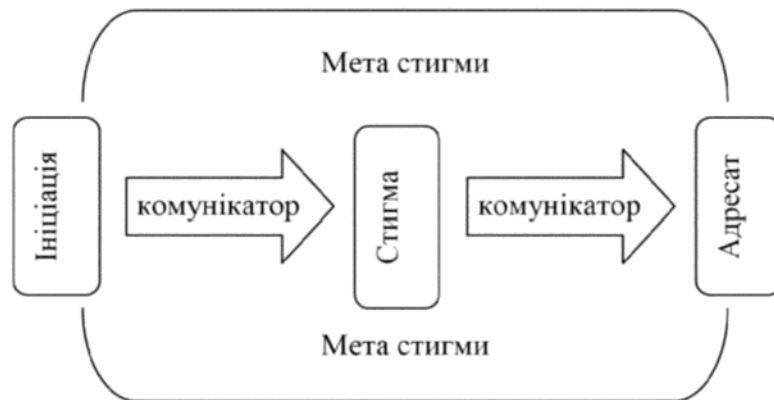 Мета стигми
Ініціація
комунікатор
Стигма
комунікатор
Адресат
Мета стигми